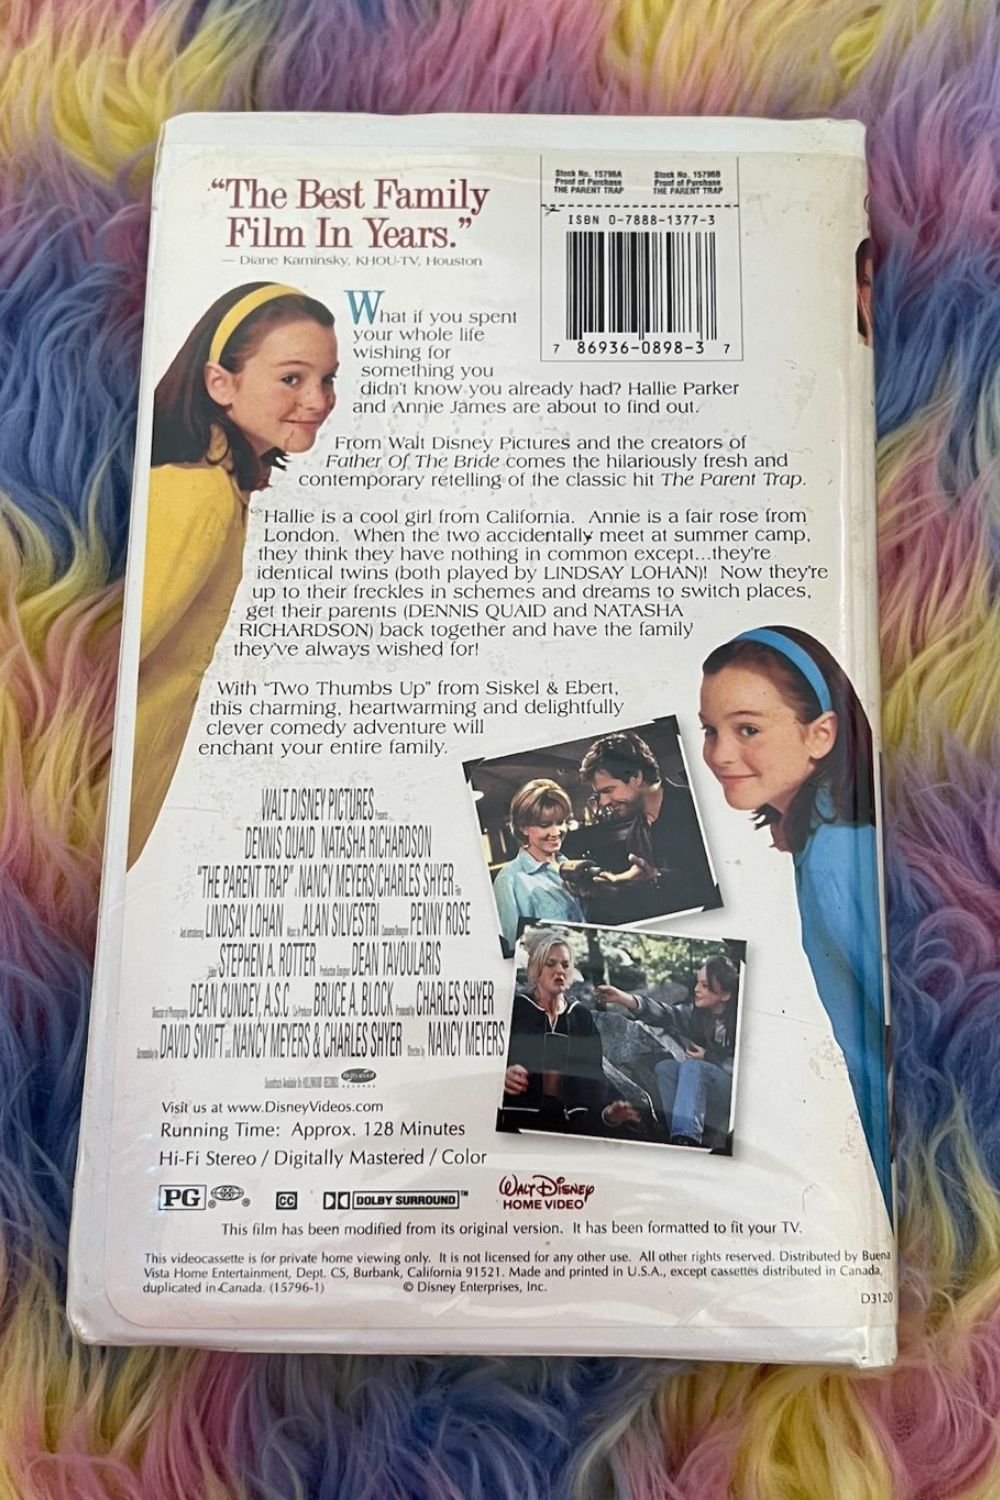 “The Best Family
Film In Years.”
— Diane Kaminsky, KHOU-TV, Houston
Stock No. 15796A
Proof of Purchase
THE PARENT TRAP
Stock No. 15796B
Proof of Purchase
THE PARENT TRAP
ISBN 0-7888-1377-3
7 86936-0898-3 7
What if you spent
your whole life
wishing for
something you
didn't know you already had? Hallie Parker
and Annie James are about to find out.
From Walt Disney Pictures and the creators of
Father Of The Bride comes the hilariously fresh and
contemporary retelling of the classic hit The Parent Trap.
Hallie is a cool girl from California. Annie is a fair rose from
London. When the two accidentally meet at summer camp,
they think they have nothing in common except...they're
identical twins (both played by LINDSAY LOHAN)! Now they're
up to their freckles in schemes and dreams to switch places,
get their parents (DENNIS QUAID and NATASHA
RICHARDSON) back together and have the family
they've always wished for!
With “Two Thumbs Up” from Siskel & Ebert,
this charming, heartwarming and delightfully
clever comedy adventure will
enchant your entire family.
WALT DISNEY PICTURES
DENNIS QUAID NATASHA RICHARDSON
"THE PARENT TRAP" NANCY MEYERS/CHARLES SHYER
LINDSAY LOHAN ALAN SILVESTRI PENNY ROSE
STEPHEN A. ROTTER DEAN TAVOULARIS
DEAN CUNDEY, A.S.C. BRUCE A. BLOCK CHARLES SHYER
DAVID SWIFT NANCY MEYERS & CHARLES SHYER NANCY MEYERS
Visit us at www.DisneyVideos.com
Running Time: Approx. 128 Minutes
Hi-Fi Stereo / Digitally Mastered / Color
PG CC DOLBY SURROUND™ WALT DISNEY
HOME VIDEO
This film has been modified from its original version. It has been formatted to fit your TV.
This videocassette is for private home viewing only. It is not licensed for any other use. All other rights reserved. Distributed by Buena
Vista Home Entertainment, Dept. CS, Burbank, California 91521. Made and printed in U.S.A., except cassettes distributed in Canada,
duplicated in Canada. (15796-1) © Disney Enterprises, Inc.
D3120